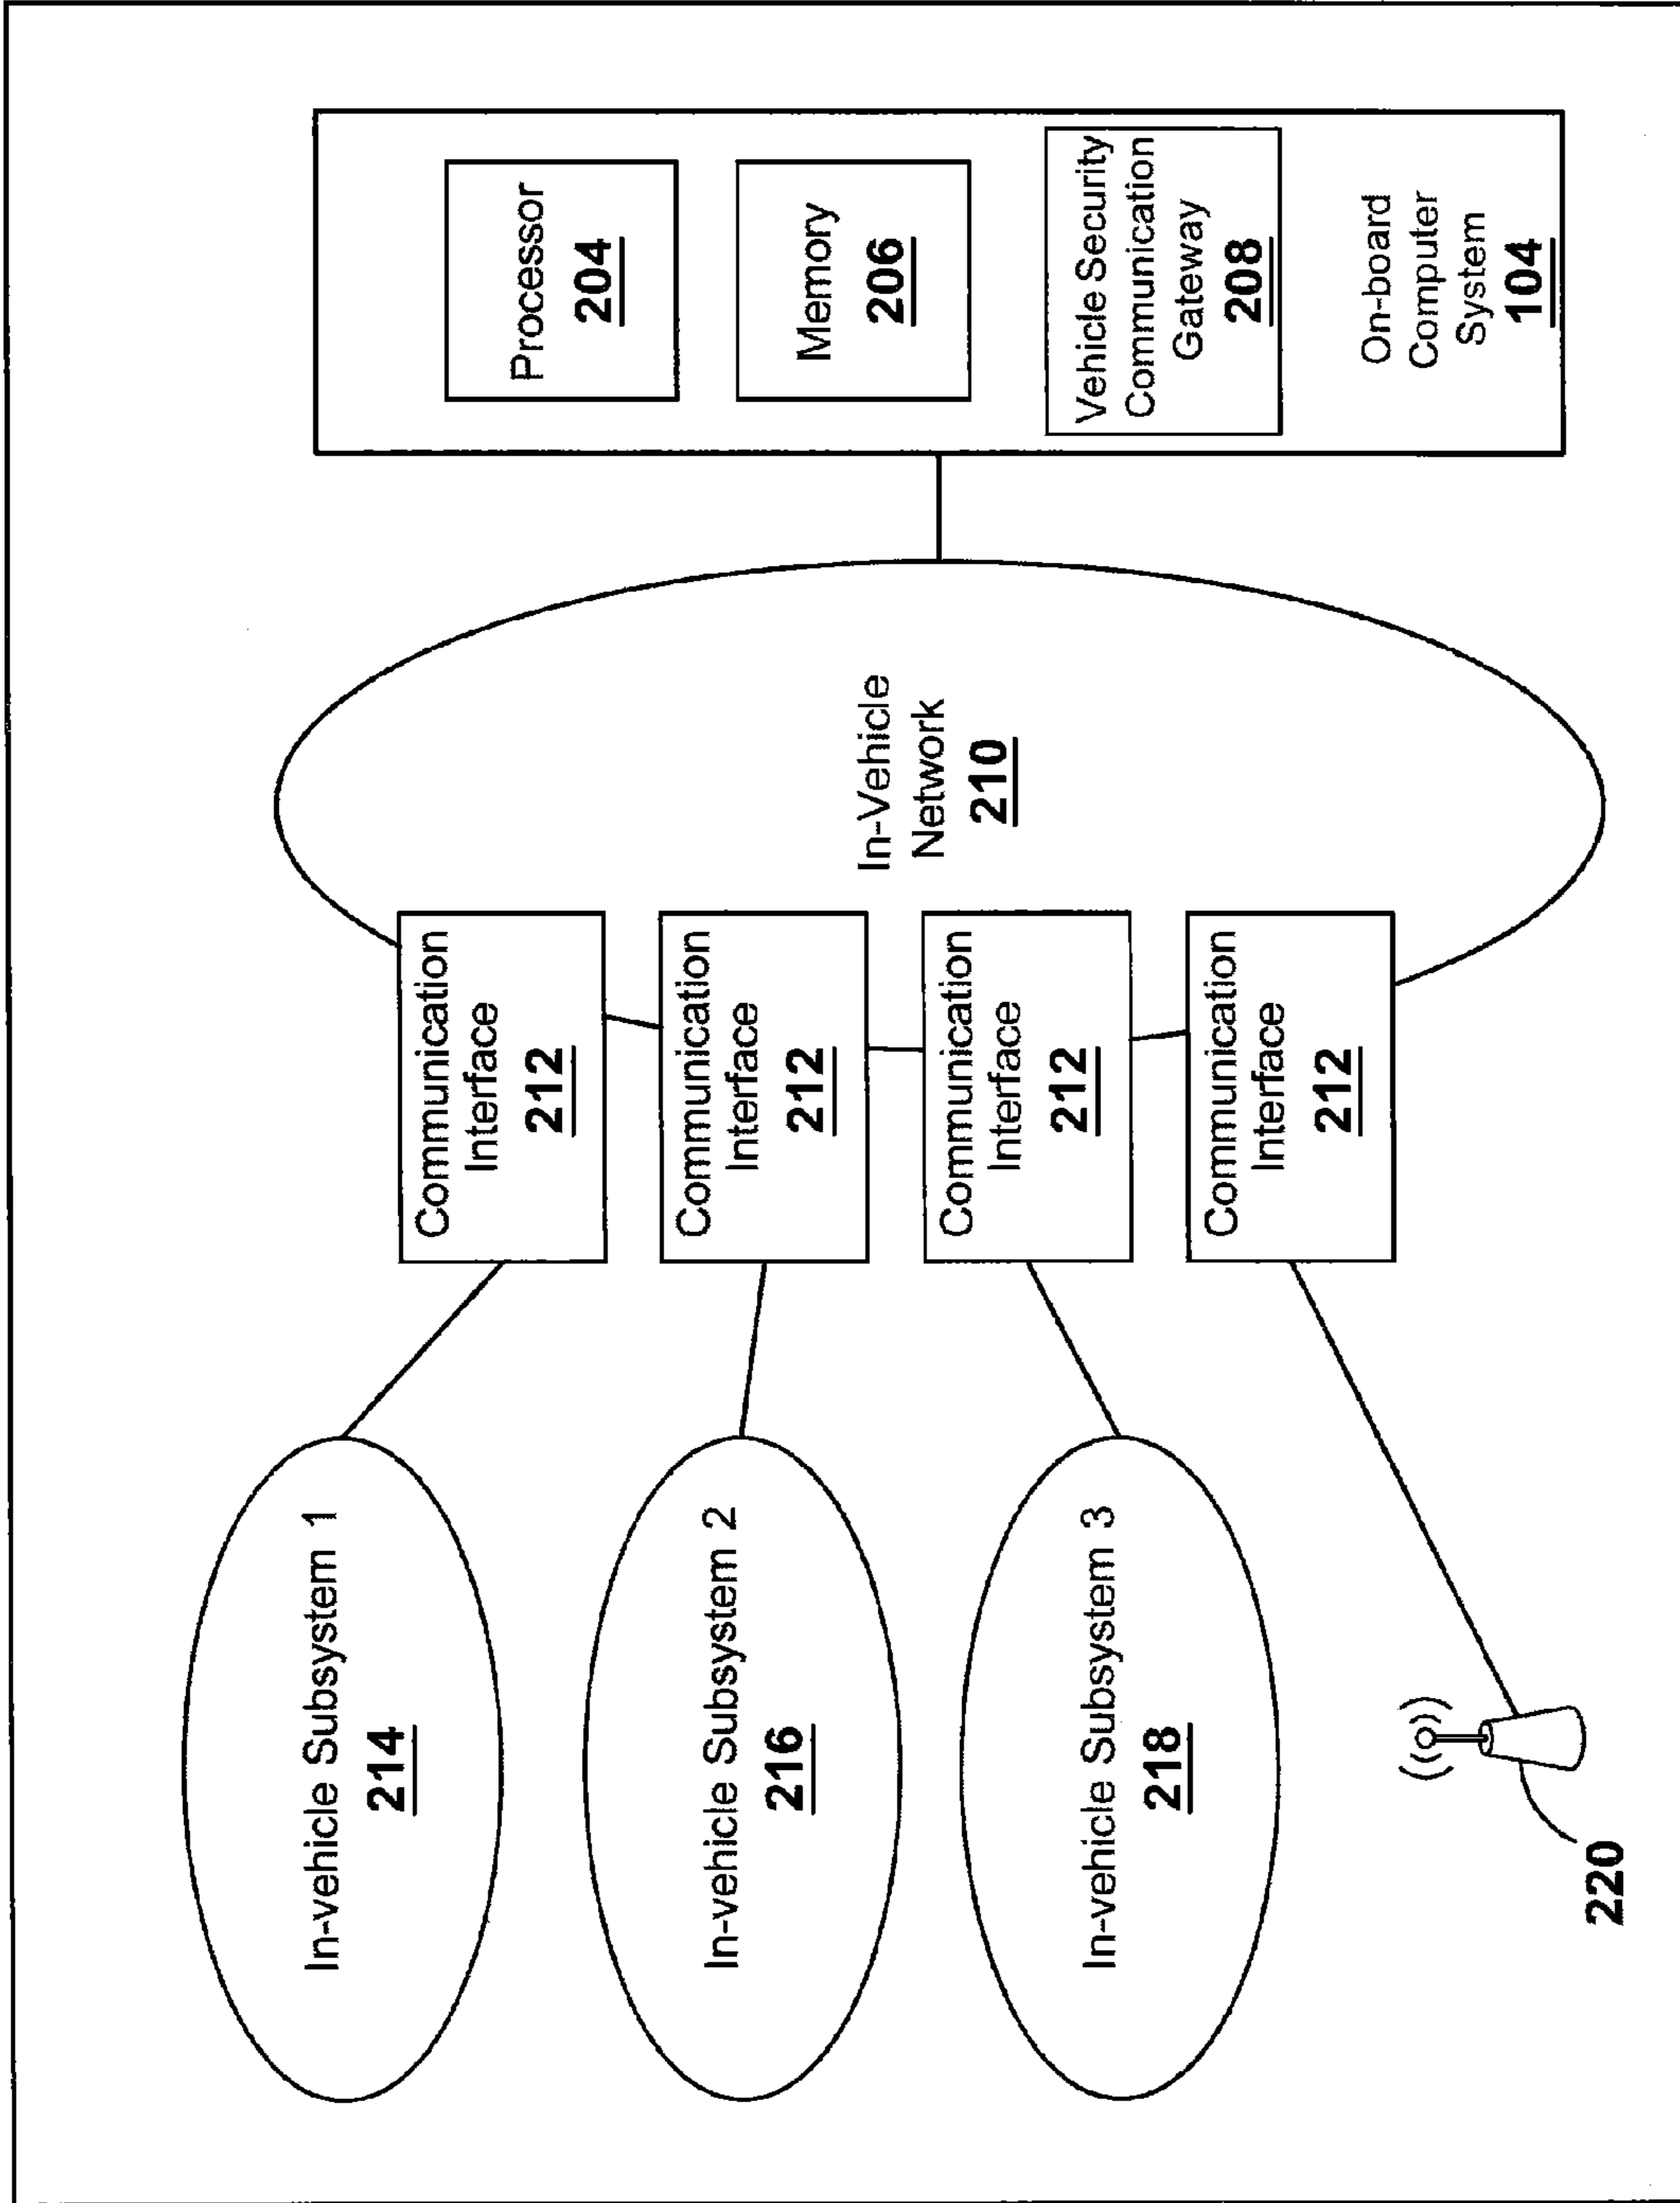 Processor
204
Memory
206
Vehicle Security
Communication
Gateway
208
On-board
Computer
System
104
In-Vehicle
Network
210
Communication
Interface
212
Communication
Interface
212
Communication
Interface
212
Communication
Interface
212
In-vehicle Subsystem 1
214
In-vehicle Subsystem 2
216
In-vehicle Subsystem 3
218
220